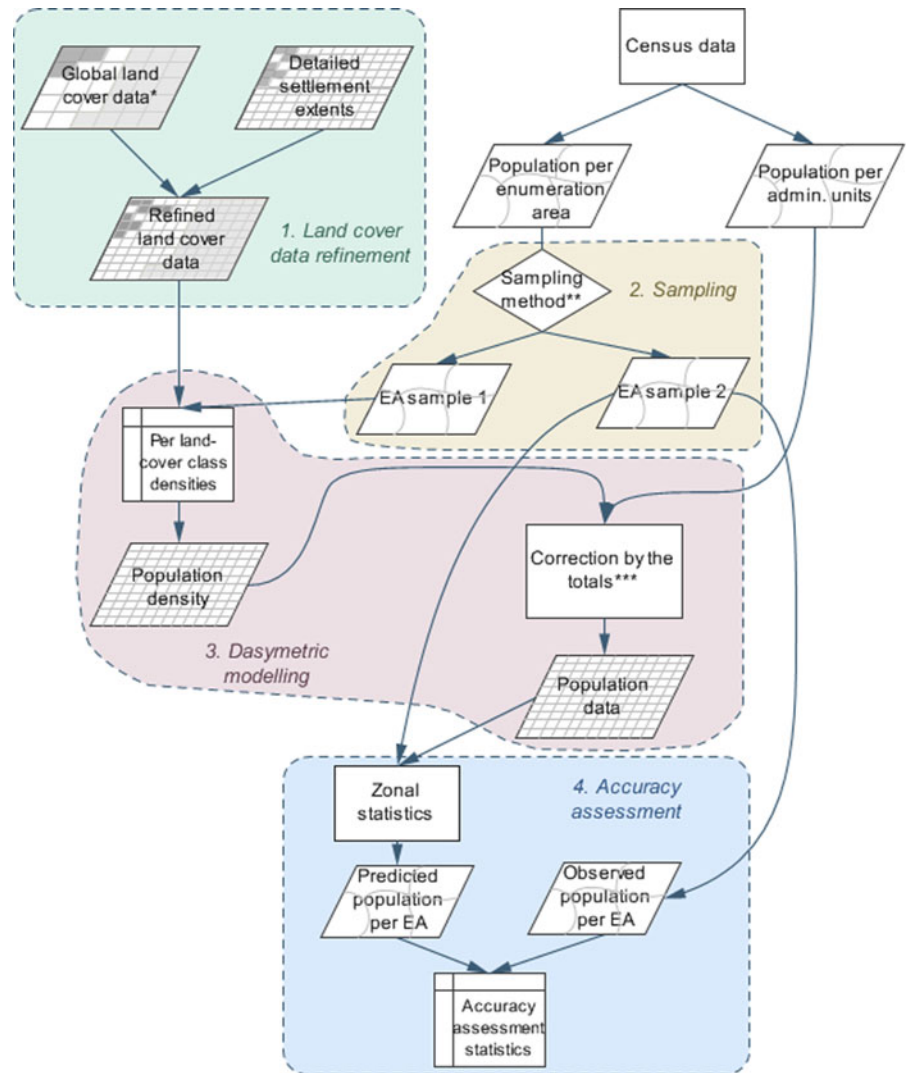 Global land
cover data*
Detailed
settlement
extents
Refined
land cover
data
1. Land cover
data refinement
Census data
Population per
enumeration
area
Population per
admin. units
Sampling
method**
2. Sampling
EA sample 1
EA sample 2
Per land-
cover class
densities
Population
density
Correction by the
totals***
3. Dasymetric
modelling
Population
data
Zonal
statistics
4. Accuracy
assessment
Predicted
population
per EA
Observed
population
per EA
Accuracy
assessment
statistics